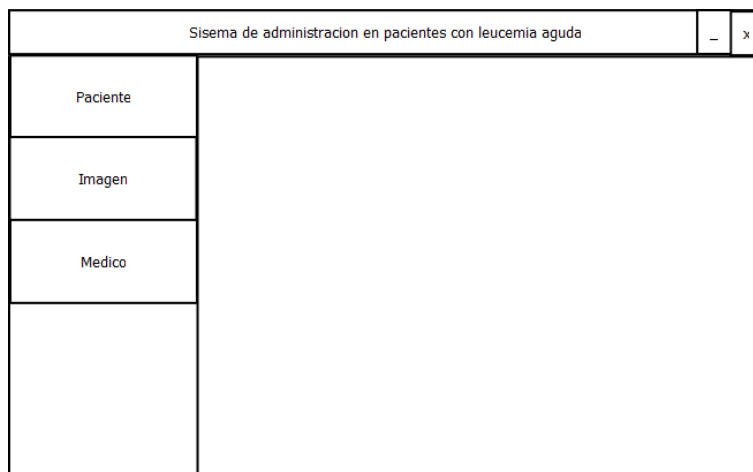 Sisema de administracion en pacientes con leucemia aguda
_
x
Paciente
Imagen
Medico